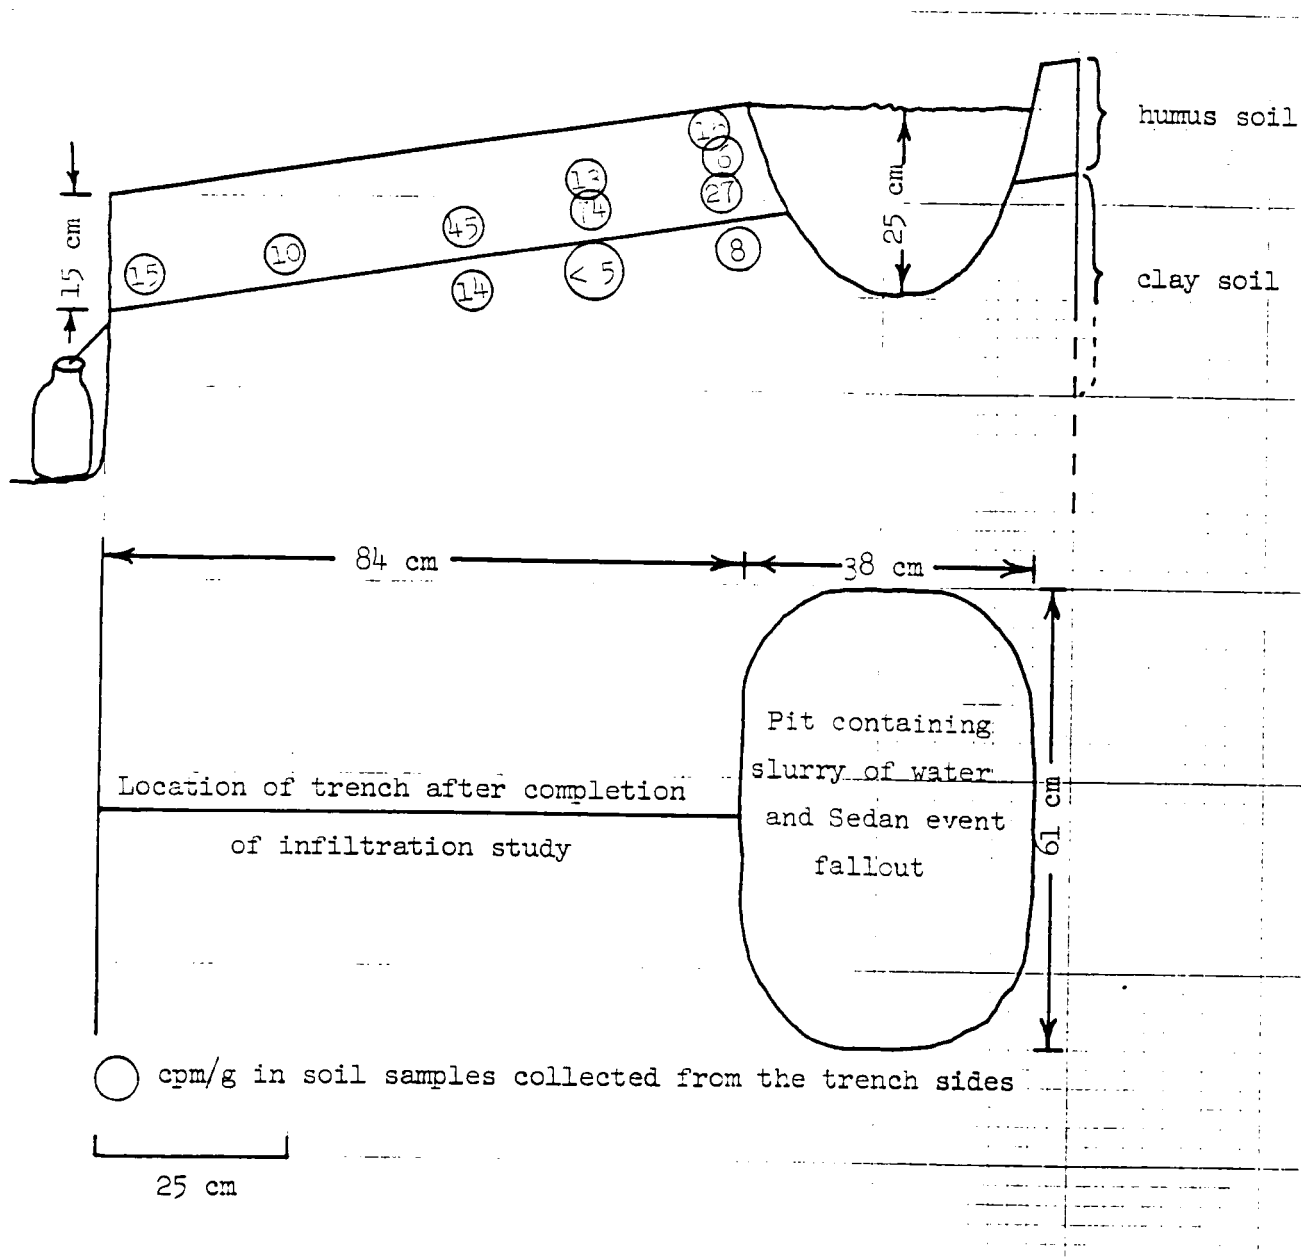 humus soil
clay soil
15 cm
25 cm
13
6
27
8
45
14
< 5
10
15
84 cm
38 cm
61 cm
Location of trench after completion
of infiltration study
Pit containing
slurry of water
and Sedan event
fallout
cpm/g in soil samples collected from the trench sides
25 cm